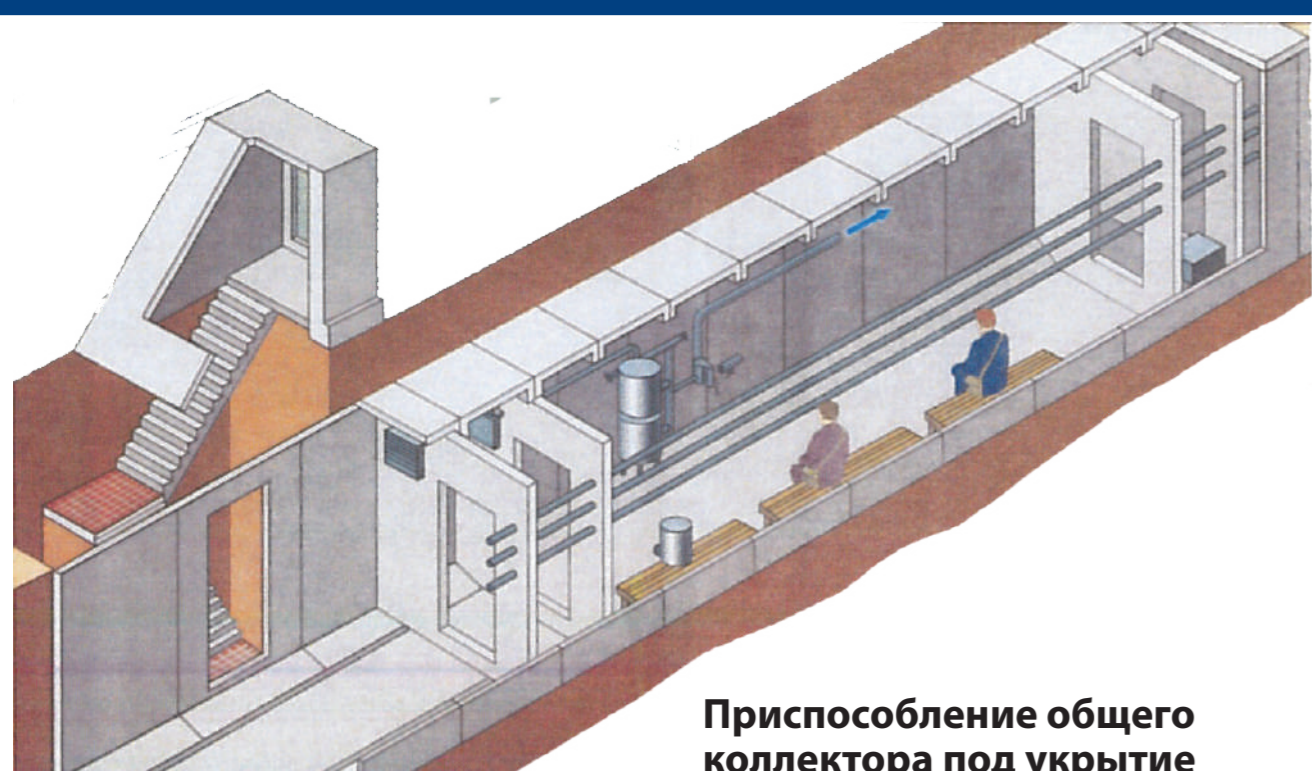 Приспособление общего
коллектора под укрытие